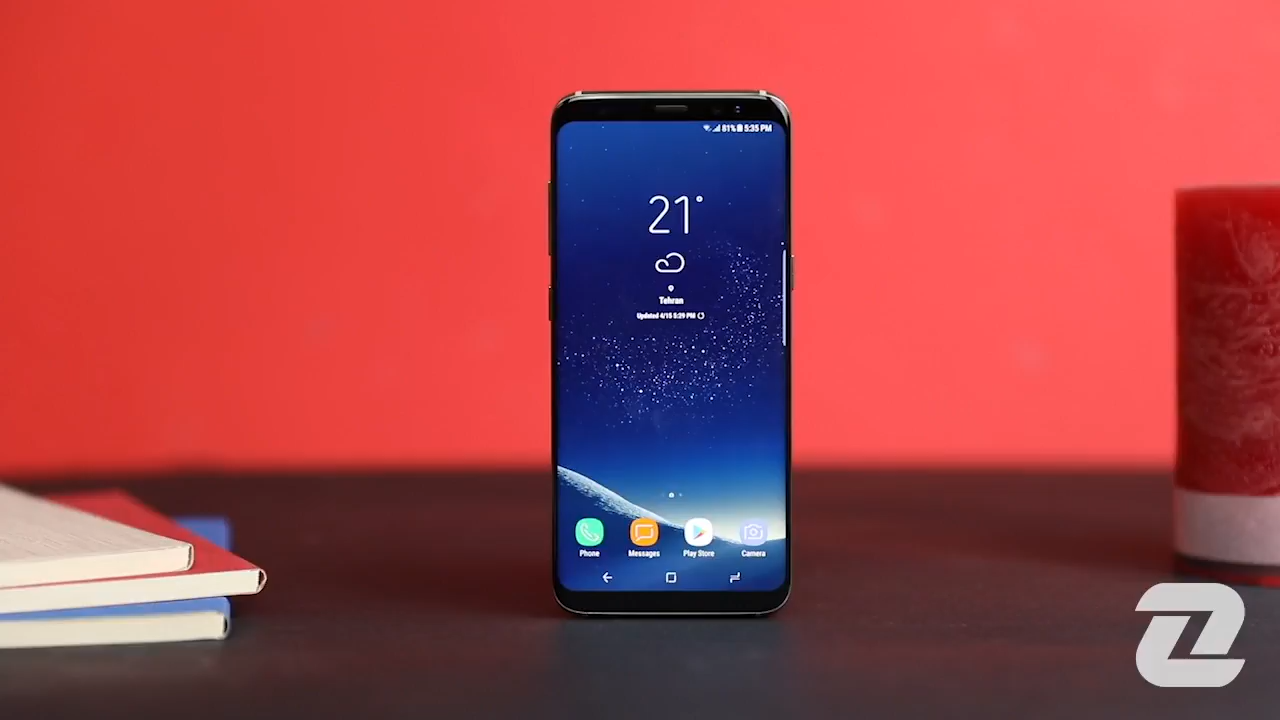 81% 5:35 PM
21°
Tehran
Updated 4/15 5:29 PM
Phone Messages Play Store Camera